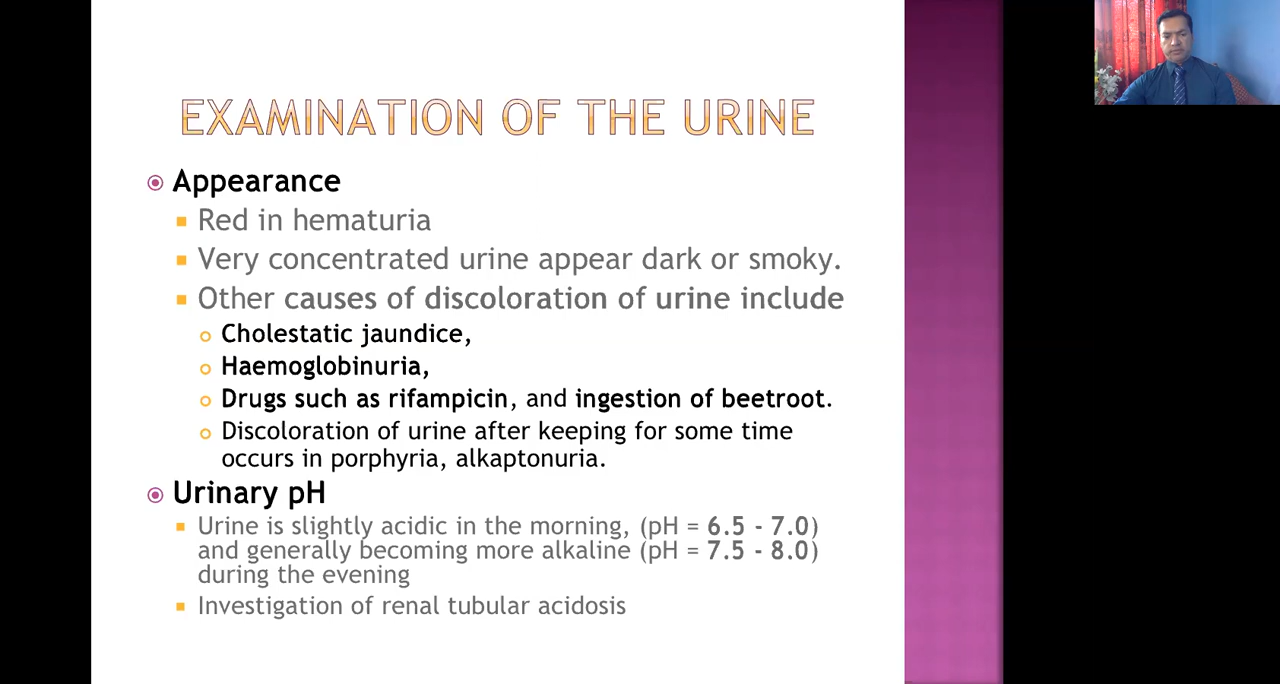 EXAMINATION OF THE URINE
Appearance
Red in hematuria
Very concentrated urine appear dark or smoky.
Other causes of discoloration of urine include
Cholestatic jaundice,
Haemoglobinuria,
Drugs such as rifampicin, and ingestion of beetroot.
Discoloration of urine after keeping for some time
occurs in porphyria, alkaptonuria.
Urinary pH
Urine is slightly acidic in the morning, (pH = 6.5 - 7.0)
and generally becoming more alkaline (pH = 7.5 - 8.0)
during the evening
Investigation of renal tubular acidosis